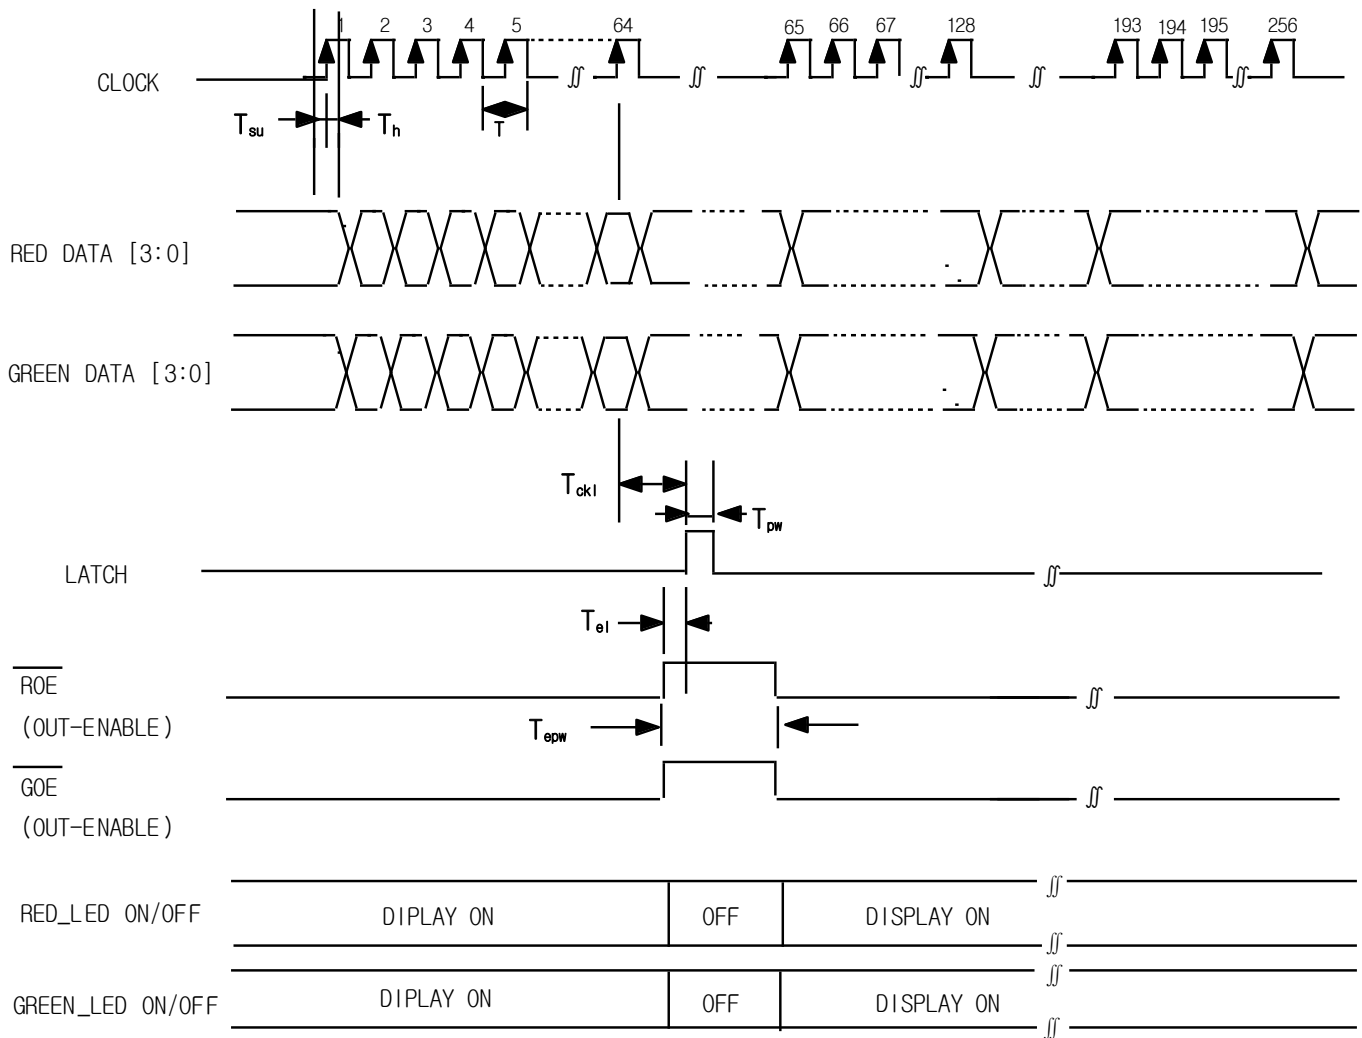 1 2 3 4 5 64 65 66 67 128 193 194 195 256
CLOCK
Tsu Th T
RED DATA [3:0]
GREEN DATA [3:0]
Tckl
Tpw
LATCH
Tel
ROE
(OUT-ENABLE)
Tepw
GOE
(OUT-ENABLE)
RED_LED ON/OFF DIPLAY ON OFF DISPLAY ON
GREEN_LED ON/OFF DIPLAY ON OFF DISPLAY ON